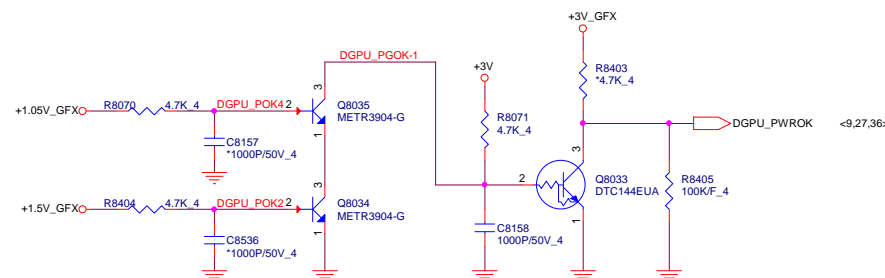 +3V_GFX
DGPU_PGOK-1
+3V
R8403
*4.7K_4
3
+1.05V_GFX
R8070
4.7K_4
DGPU_POK4
2
Q8035
METR3904-G
R8071
4.7K_4
DGPU_PWROK
<9,27,36>
C8157
*1000P/50V_4
1
3
2
Q8033
DTC144EUA
R8405
100K/F_4
3
+1.5V_GFX
R8404
4.7K_4
DGPU_POK2
2
Q8034
METR3904-G
1
C8158
1000P/50V_4
1
C8536
*1000P/50V_4